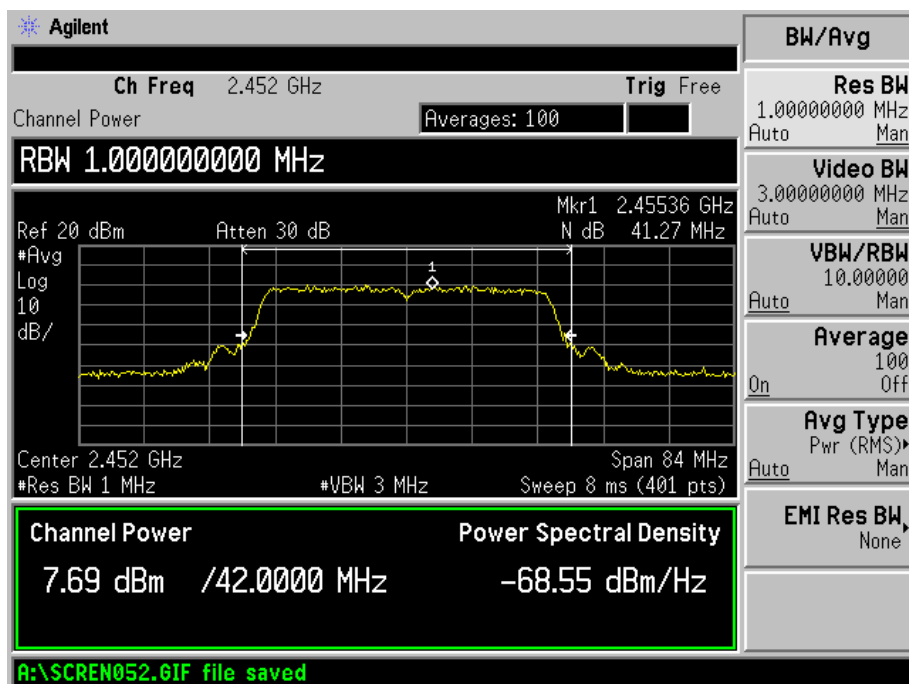 Agilent
Ch Freq 2.452 GHz Trig Free
Channel Power Averages: 100
RBW 1.000000000 MHz
Mkr1 2.45536 GHz
Ref 20 dBm Atten 30 dB N dB 41.27 MHz
#Avg
Log
10
dB/
1
Center 2.452 GHz Span 84 MHz
#Res BW 1 MHz #VBW 3 MHz Sweep 8 ms (401 pts)
Channel Power Power Spectral Density
7.69 dBm /42.0000 MHz -68.55 dBm/Hz
A:\SCREN052.GIF file saved
BW/Avg
Res BW
1.00000000 MHz
Auto Man
Video BW
3.00000000 MHz
Auto Man
VBW/RBW
10.00000
Auto Man
Average
100
On Off
Avg Type
Pwr (RMS)
Auto Man
EMI Res BW
None